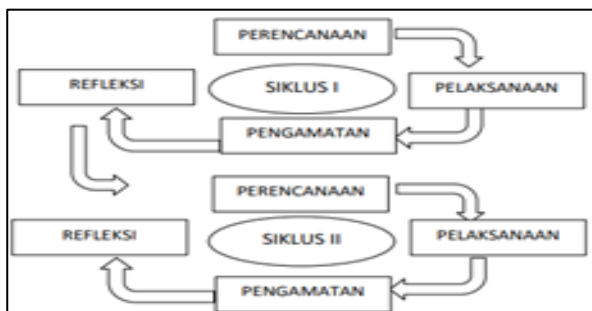 PERENCANAAN
REFLEKSI
SIKLUS I
PELAKSANAAN
PENGAMATAN
PERENCANAAN
REFLEKSI
SIKLUS II
PELAKSANAAN
PENGAMATAN